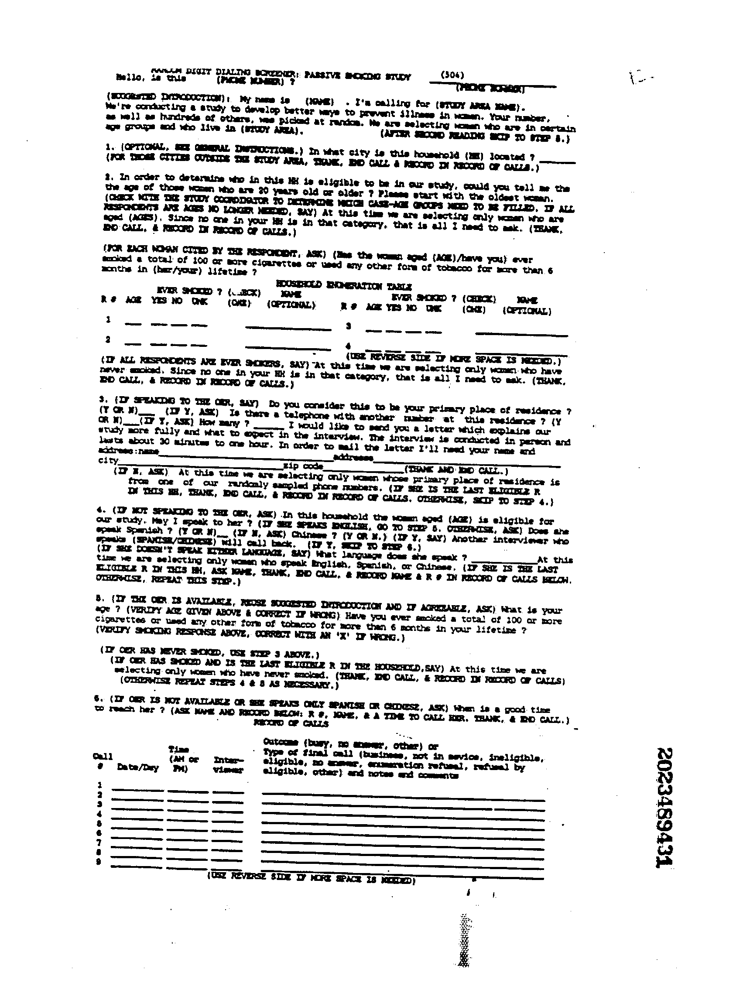 DIGIT DIALING SCREENER: PASSIVE SMOKING STUDY (504)
Hello, is this (PHONE NUMBER) ? (PHONE NUMBER)
(SUGGESTED INTRODUCTION): My name is (NAME) . I'm calling for (STUDY AREA NAME).
We're conducting a study to develop better ways to prevent illness in women. Your number,
as well as hundreds of others, was picked at random. We are selecting women who are in certain
age groups and who live in (STUDY AREA). (AFTER SECOND READING SKIP TO STEP 5.)
1. (OPTIONAL, SEE GENERAL INSTRUCTIONS.) In what city is this household (HH) located ? ______
(FOR THOSE CITIES OUTSIDE THE STUDY AREA, THANK, END CALL & RECORD IN RECORD OF CALLS.)
2. In order to determine who in this HH is eligible to be in our study, could you tell me the
the age of those women who are 20 years old or older ? Please start with the oldest woman.
(CHECK WITH THE STUDY COORDINATOR TO DETERMINE WHICH CASE-AGE GROUPS NEED TO BE FILLED. IF ALL
RESPONDENTS ARE AGES NO LONGER NEEDED, SAY) At this time we are selecting only women who are
aged (AGES). Since no one in your HH is in that category, that is all I need to ask. (THANK,
END CALL, & RECORD IN RECORD OF CALLS.)
(FOR EACH WOMAN CITED BY THE RESPONDENT, ASK) (Has the woman aged (AGE)/have you) ever
smoked a total of 100 or more cigarettes or used any other form of tobacco for more than 6
months in (her/your) lifetime ?
HOUSEHOLD ENUMERATION TABLE
EVER SMOKED ? (CHECK) NAME EVER SMOKED ? (CHECK) NAME
R # AGE YES NO UNK (ONE) (OPTIONAL) R # AGE YES NO UNK (ONE) (OPTIONAL)
1 3
2 4
(USE REVERSE SIDE IF MORE SPACE IS NEEDED.)
(IF ALL RESPONDENTS ARE EVER SMOKERS, SAY) At this time we are selecting only women who have
never smoked. Since no one in your HH is in that category, that is all I need to ask. (THANK,
END CALL, & RECORD IN RECORD OF CALLS.)
3. (IF SPEAKING TO THE OER, SAY) Do you consider this to be your primary place of residence ?
(Y OR N)___ (IF Y, ASK) Is there a telephone with another number at this residence ? (Y
OR N)___(IF Y, ASK) How many ? _____ I would like to send you a letter which explains our
study more fully and what to expect in the interview. The interview is conducted in person and
lasts about 30 minutes to one hour. In order to mail the letter I'll need your name and
address:name__________ address__________
city__________ zip code__________ (THANK AND END CALL.)
(IF N, ASK) At this time we are selecting only women whose primary place of residence is
from one of our randomly sampled phone numbers. (IF SHE IS THE LAST ELIGIBLE R
IN THIS HH, THANK, END CALL, & RECORD IN RECORD OF CALLS. OTHERWISE, SKIP TO STEP 4.)
4. (IF NOT SPEAKING TO THE OER, ASK) In this household the woman aged (AGE) is eligible for
our study. May I speak to her ? (IF SHE SPEAKS ENGLISH, GO TO STEP 5. OTHERWISE, ASK) Does she
speak Spanish ? (Y OR N)__ (IF N, ASK) Chinese ? (Y OR N.) (IF Y, SAY) Another interviewer who
speaks (SPANISH/CHINESE) will call back. (IF Y, SKIP TO STEP 6.)
(IF SHE DOESN'T SPEAK EITHER LANGUAGE, SAY) What language does she speak ? __________At this
time we are selecting only women who speak English, Spanish, or Chinese. (IF SHE IS THE LAST
ELIGIBLE R IN THIS HH, ASK NAME, THANK, END CALL, & RECORD NAME & R # IN RECORD OF CALLS BELOW.
OTHERWISE, REPEAT THIS STEP.)
5. (IF THE OER IS AVAILABLE, REUSE SUGGESTED INTRODUCTION AND IF AGREEABLE, ASK) What is your
age ? (VERIFY AGE GIVEN ABOVE & CORRECT IF WRONG) Have you ever smoked a total of 100 or more
cigarettes or used any other form of tobacco for more than 6 months in your lifetime ?
(VERIFY SMOKING RESPONSE ABOVE, CORRECT WITH AN 'X' IF WRONG.)
(IF OER HAS NEVER SMOKED, USE STEP 3 ABOVE.)
(IF OER HAS SMOKED AND IS THE LAST ELIGIBLE R IN THE HOUSEHOLD,SAY) At this time we are
selecting only women who have never smoked. (THANK, END CALL, & RECORD IN RECORD OF CALLS)
(OTHERWISE REPEAT STEPS 4 & 5 AS NECESSARY.)
6. (IF OER IS NOT AVAILABLE OR SHE SPEAKS ONLY SPANISH OR CHINESE, ASK) When is a good time
to reach her ? (ASK NAME AND RECORD BELOW: R #, NAME, & A TIME TO CALL HER. THANK, & END CALL.)
RECORD OF CALLS
Outcome (busy, no answer, other) or
Call Time Type of final call (business, not in sevice, ineligible,
# Date/Day (AM or PM) Inter-viewer eligible, no answer, enumeration refusal, refusal by
eligible, other) and notes and comments
1
2
3
4
5
6
7
8
9
(USE REVERSE SIDE IF MORE SPACE IS NEEDED)
2023489431